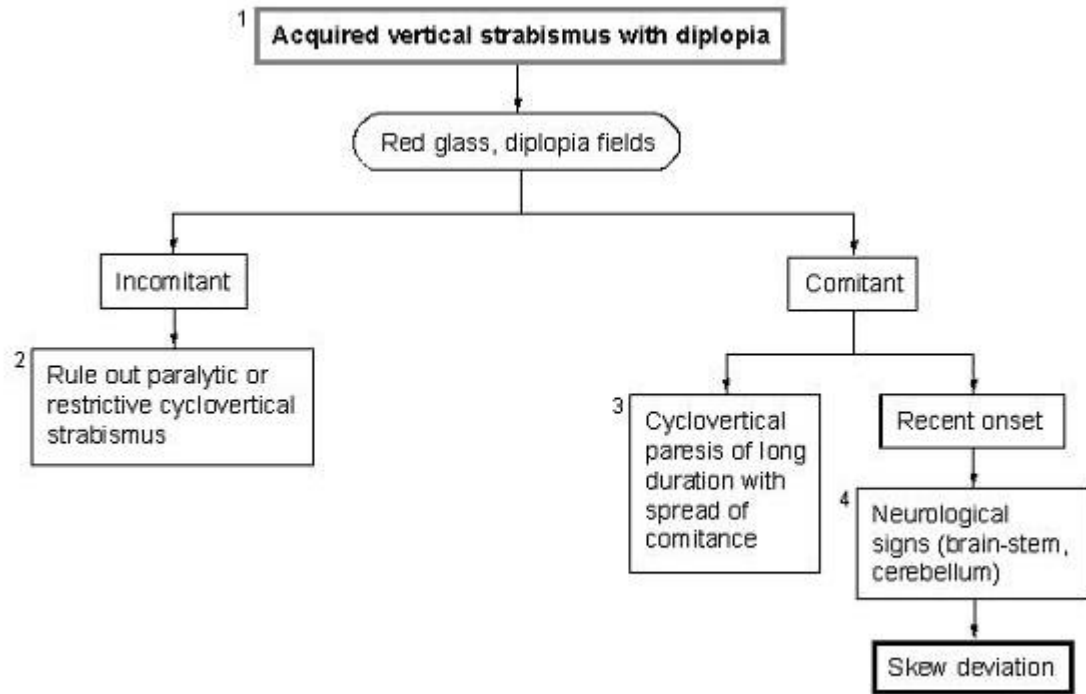 1
Acquired vertical strabismus with diplopia
Red glass, diplopia fields
Incomitant
Comitant
2
Rule out paralytic or
restrictive cyclovertical
strabismus
3
Cyclovertical
paresis of long
duration with
spread of
comitance
Recent onset
4
Neurological
signs (brain-stem,
cerebellum)
Skew deviation